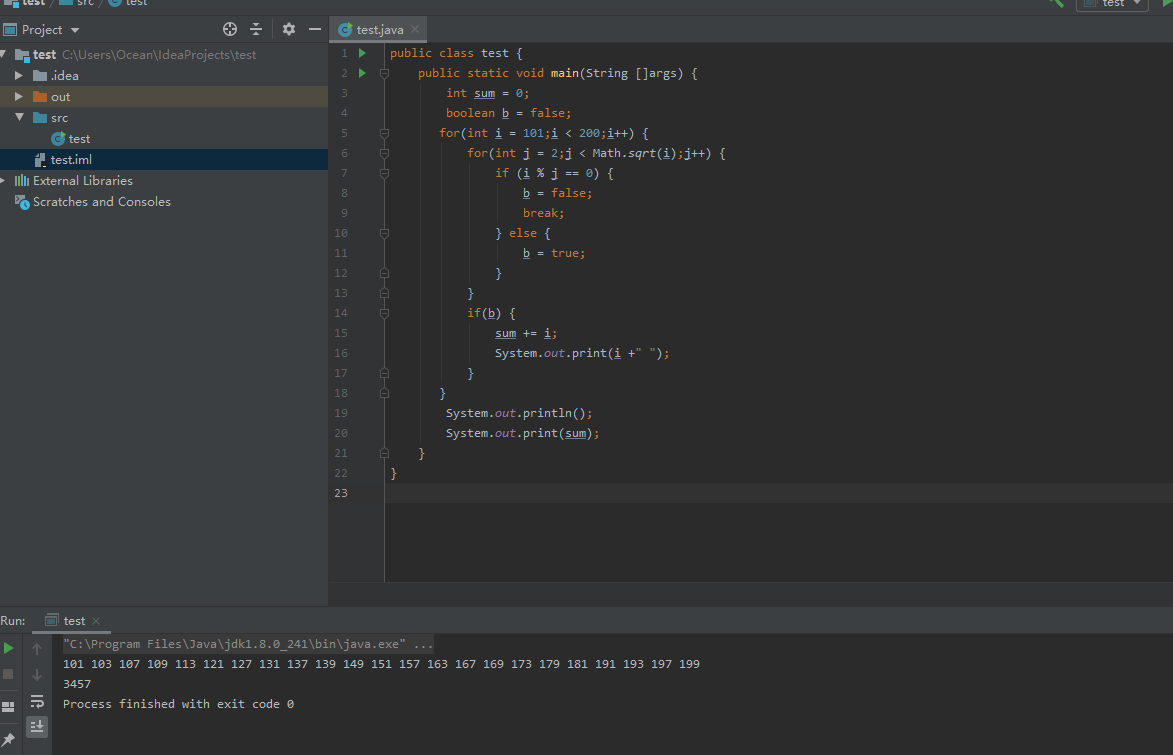 test src test
test
Project
test.java
test C:\Users\Ocean\IdeaProjects\test
.idea
out
src
test
test.iml
External Libraries
Scratches and Consoles
1 public class test {
2 public static void main(String []args) {
3 int sum = 0;
4 boolean b = false;
5 for(int i = 101;i < 200;i++) {
6 for(int j = 2;j < Math.sqrt(i);j++) {
7 if (i % j == 0) {
8 b = false;
9 break;
10 } else {
11 b = true;
12 }
13 }
14 if(b) {
15 sum += i;
16 System.out.print(i +" ");
17 }
18 }
19 System.out.println();
20 System.out.print(sum);
21 }
22 }
23
Run: test
"C:\Program Files\Java\jdk1.8.0_241\bin\java.exe" ...
101 103 107 109 113 121 127 131 137 139 149 151 157 163 167 169 173 179 181 191 193 197 199
3457
Process finished with exit code 0